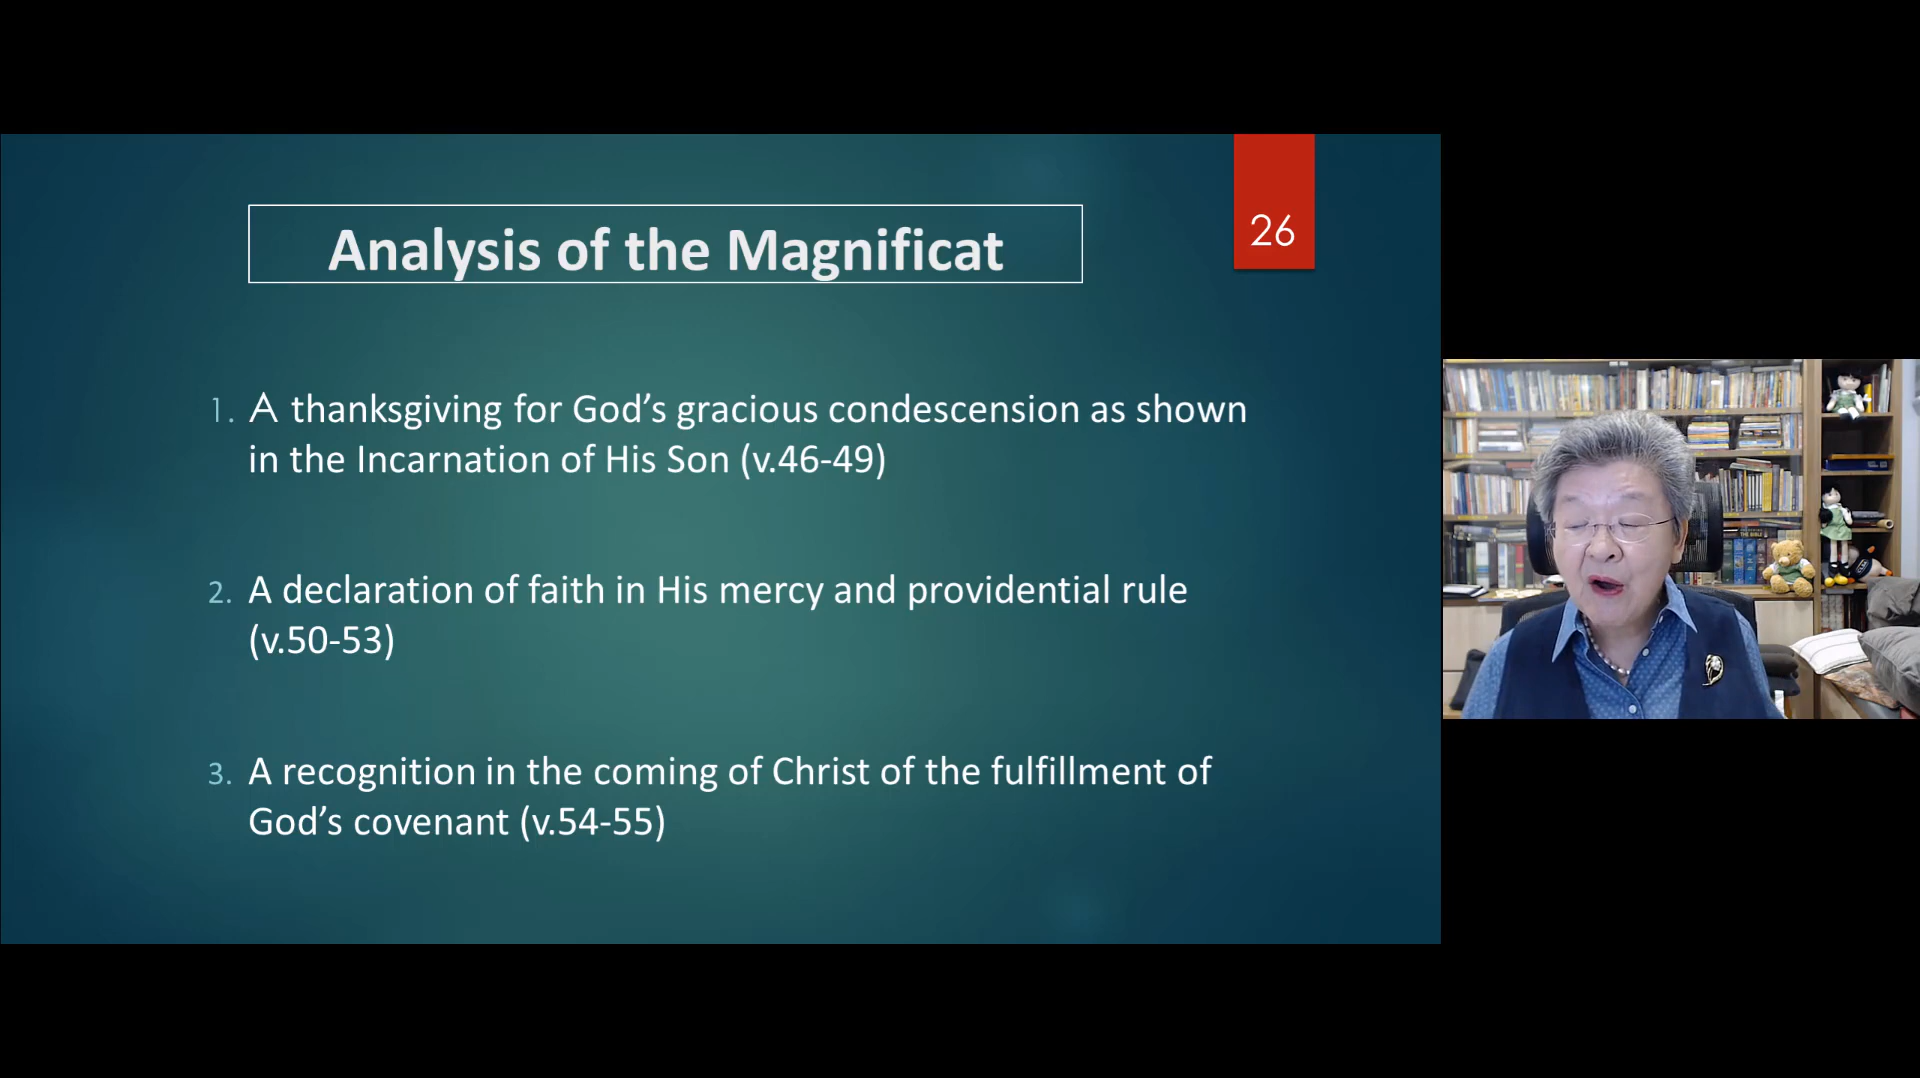 Analysis of the Magnificat
26
1. A thanksgiving for God’s gracious condescension as shown
in the Incarnation of His Son (v.46-49)
2. A declaration of faith in His mercy and providential rule
(v.50-53)
3. A recognition in the coming of Christ of the fulfillment of
God’s covenant (v.54-55)